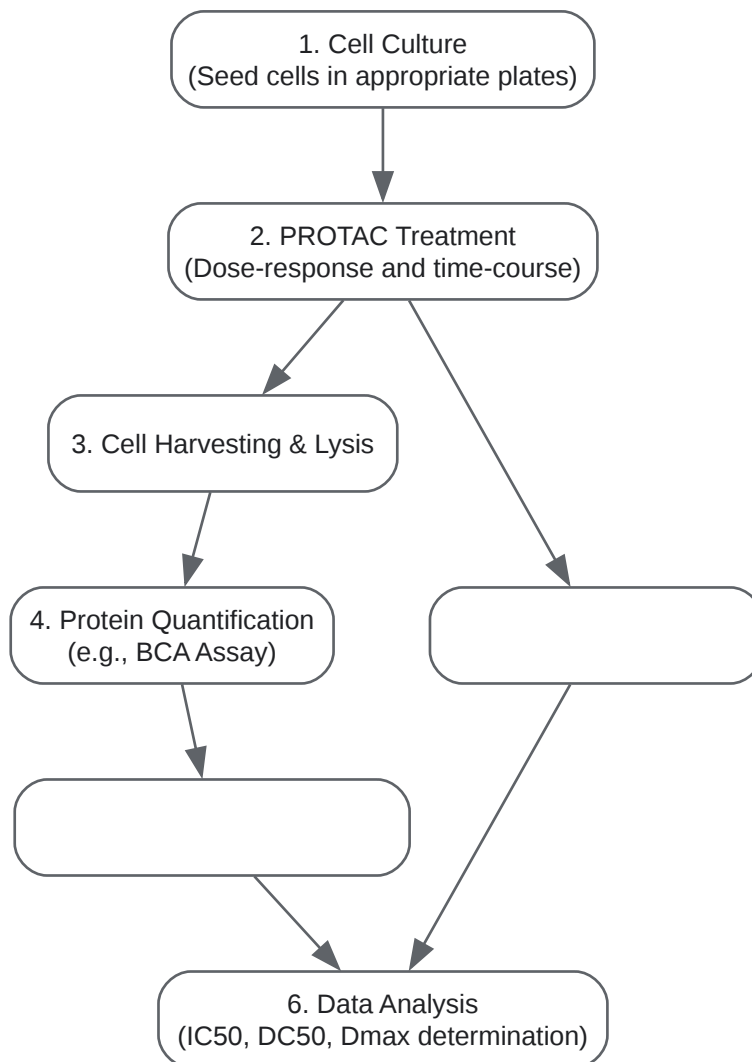 1. Cell Culture
(Seed cells in appropriate plates)
2. PROTAC Treatment
(Dose-response and time-course)
3. Cell Harvesting & Lysis
4. Protein Quantification
(e.g., BCA Assay)
6. Data Analysis
(IC50, DC50, Dmax determination)